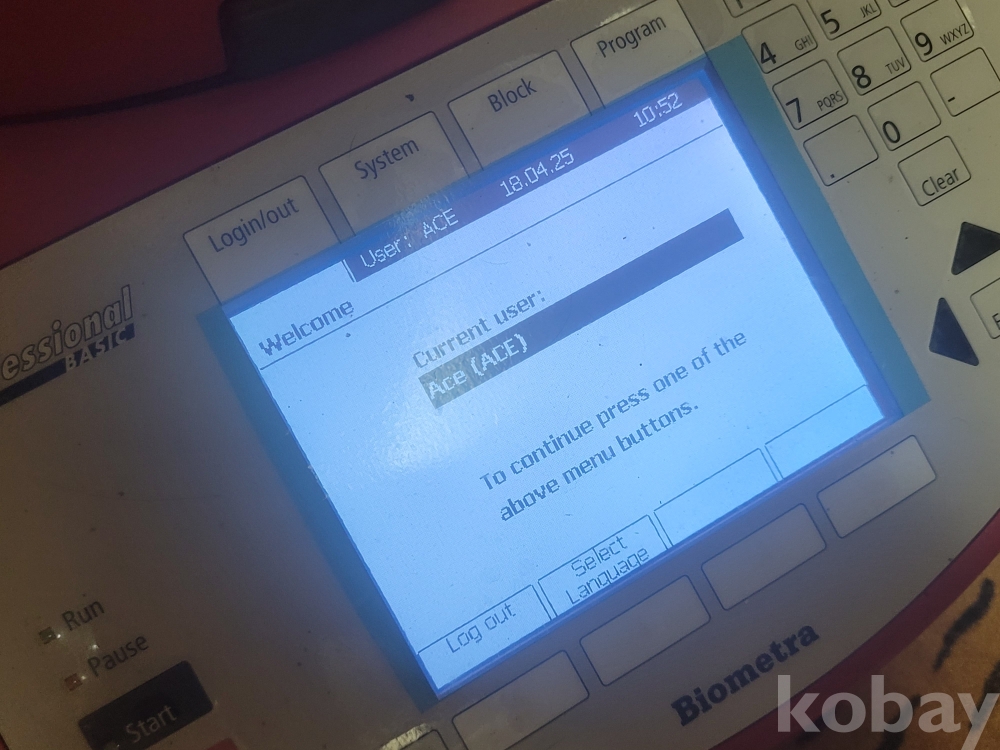 Login/out
System
Block
Program
User: ACE 18.04.25 10:52
Welcome
Current user:
Ace (ACE)
To continue press one of the
above menu buttons.
Log out
Select
Language
4 GHI
5 JKL
7 PQRS
8 TUV
9 WXYZ
.
0
-
Clear
essional
BASIC
Run
Pause
Start
Biometra
kobay